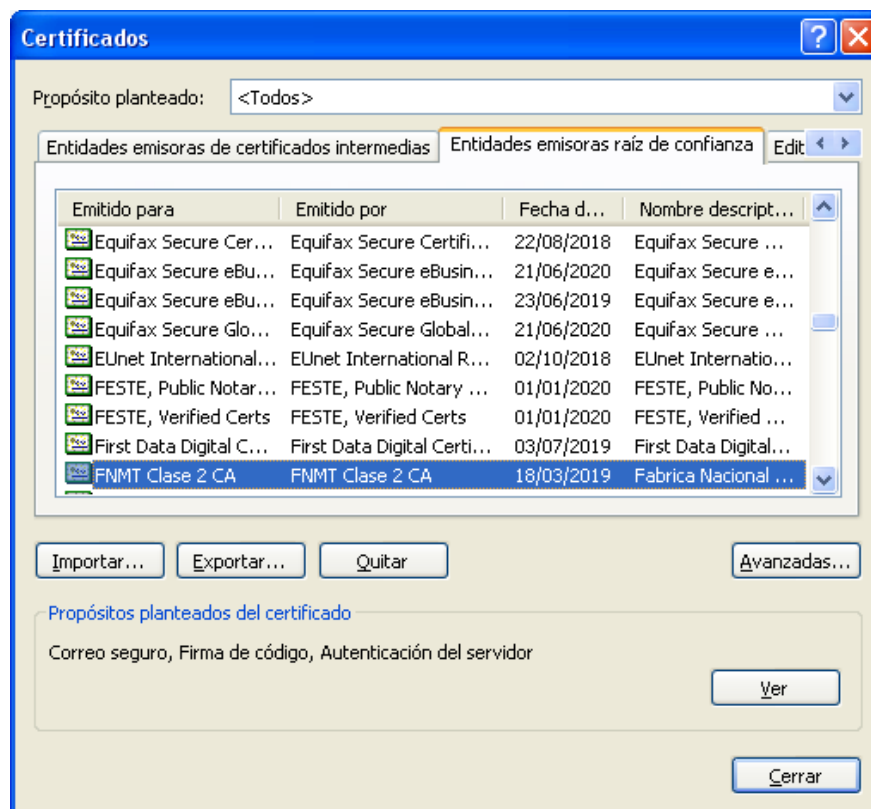 Certificados
Propósito planteado: <Todos>
Entidades emisoras de certificados intermedias Entidades emisoras raíz de confianza Edit
Emitido para Emitido por Fecha d... Nombre descript...
Equifax Secure Cer... Equifax Secure Certifi... 22/08/2018 Equifax Secure ...
Equifax Secure eBu... Equifax Secure eBusin... 21/06/2020 Equifax Secure e...
Equifax Secure eBu... Equifax Secure eBusin... 23/06/2019 Equifax Secure e...
Equifax Secure Glo... Equifax Secure Global... 21/06/2020 Equifax Secure ...
EUnet International... EUnet International R... 02/10/2018 EUnet Internatio...
FESTE, Public Notar... FESTE, Public Notary ... 01/01/2020 FESTE, Public No...
FESTE, Verified Certs FESTE, Verified Certs 01/01/2020 FESTE, Verified ...
First Data Digital C... First Data Digital Certi... 03/07/2019 First Data Digital...
FNMT Clase 2 CA FNMT Clase 2 CA 18/03/2019 Fabrica Nacional ...
Importar... Exportar... Quitar Avanzadas...
Propósitos planteados del certificado
Correo seguro, Firma de código, Autenticación del servidor
Ver
Cerrar